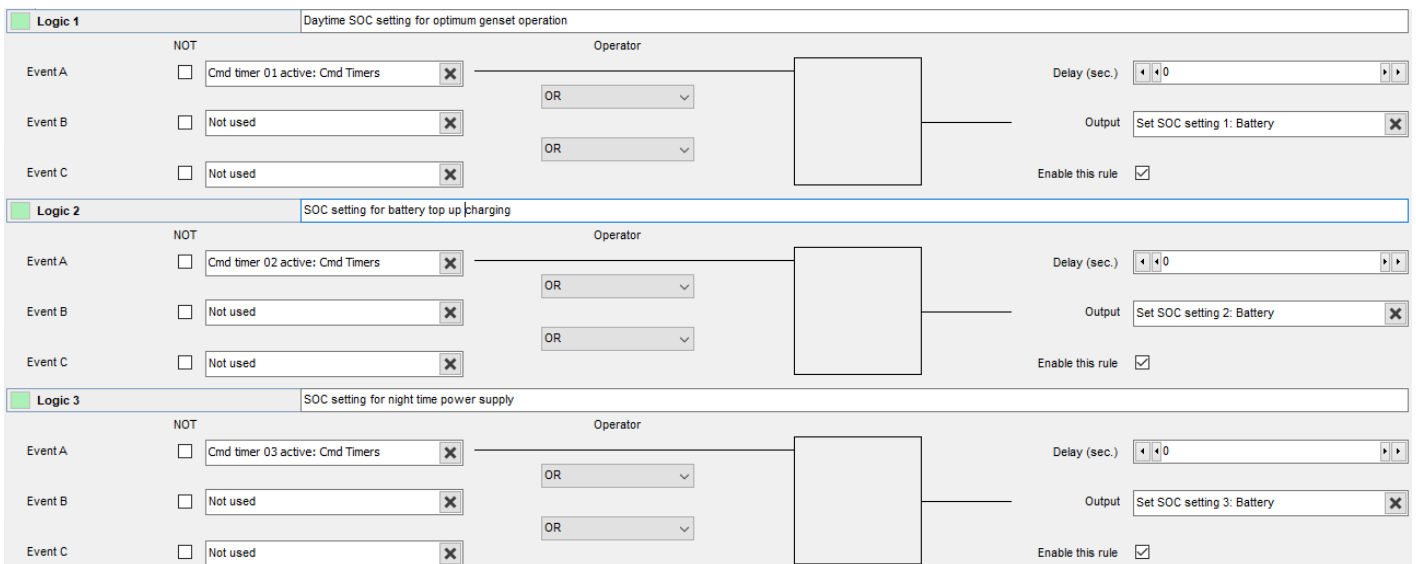 Logic 1 Daytime SOC setting for optimum genset operation
NOT Operator
Event A Cmd timer 01 active: Cmd Timers Delay (sec.) 0
OR
Event B Not used Output Set SOC setting 1: Battery
OR
Event C Not used Enable this rule
Logic 2 SOC setting for battery top up charging
NOT Operator
Event A Cmd timer 02 active: Cmd Timers Delay (sec.) 0
OR
Event B Not used Output Set SOC setting 2: Battery
OR
Event C Not used Enable this rule
Logic 3 SOC setting for night time power supply
NOT Operator
Event A Cmd timer 03 active: Cmd Timers Delay (sec.) 0
OR
Event B Not used Output Set SOC setting 3: Battery
OR
Event C Not used Enable this rule